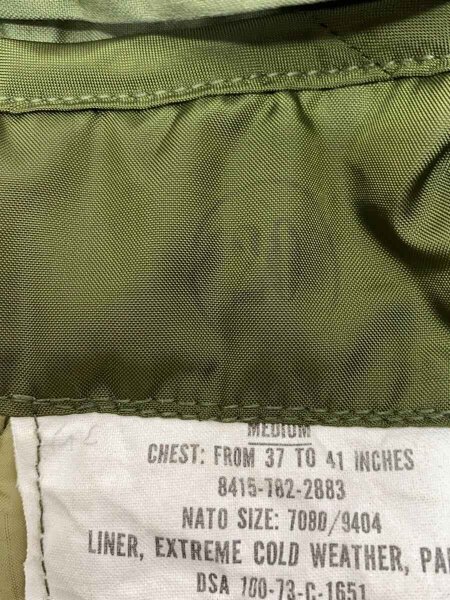 MEDIUM
CHEST: FROM 37 TO 41 INCHES
8415-782-2883
NATO SIZE: 7080/9404
LINER, EXTREME COLD WEATHER, PA
DSA 100-73-C-1651